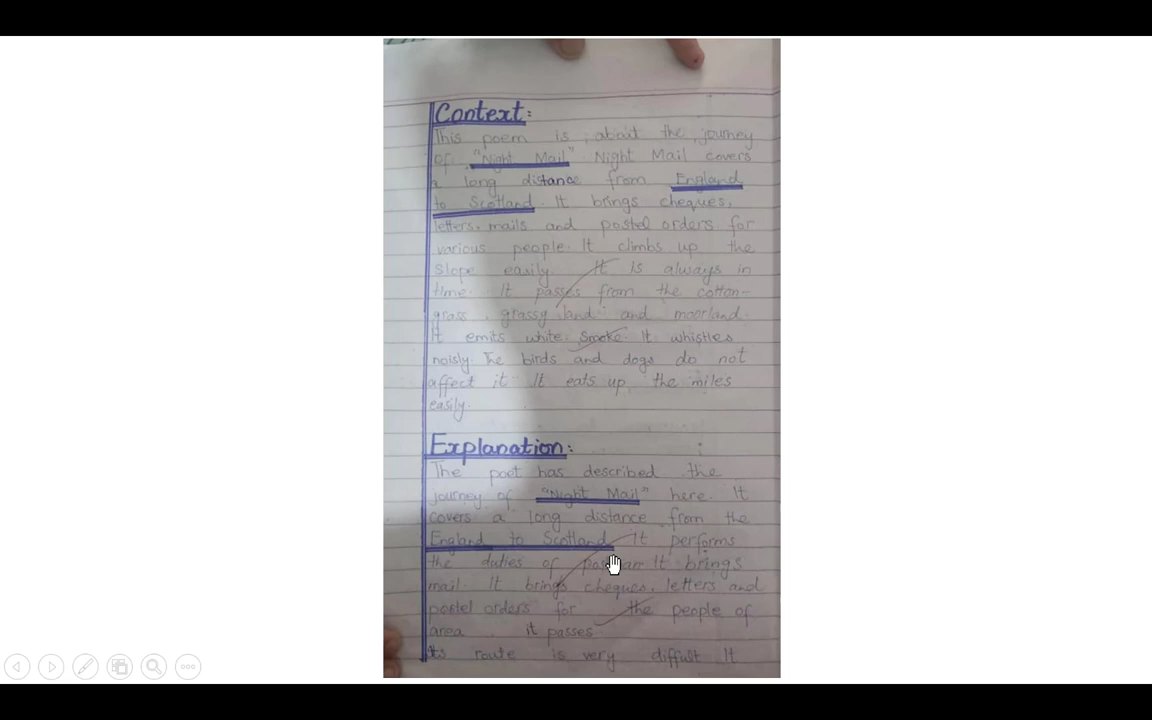 Context:
This poem is about the journey
of "Night Mail" Night Mail covers
a long distance from England
to Scotland. It brings cheques,
letters, mails and postel orders for
various people. It climbs up the
Slope easily. It is always in
time. It passes from the cotton-
grass, grassy land and moorland.
It emits white smoke. It whistles
noisly. The birds and dogs do not
affect it. It eats up the miles
easily.
Explanation:
The poet has described the
journey of "Night Mail" here. It
covers a long distance from the
England to Scotland. It performs
the duties of It brings
mail. It brings cheques, letters and
postel orders for the people of
area it passes.
Its route is very diffult It